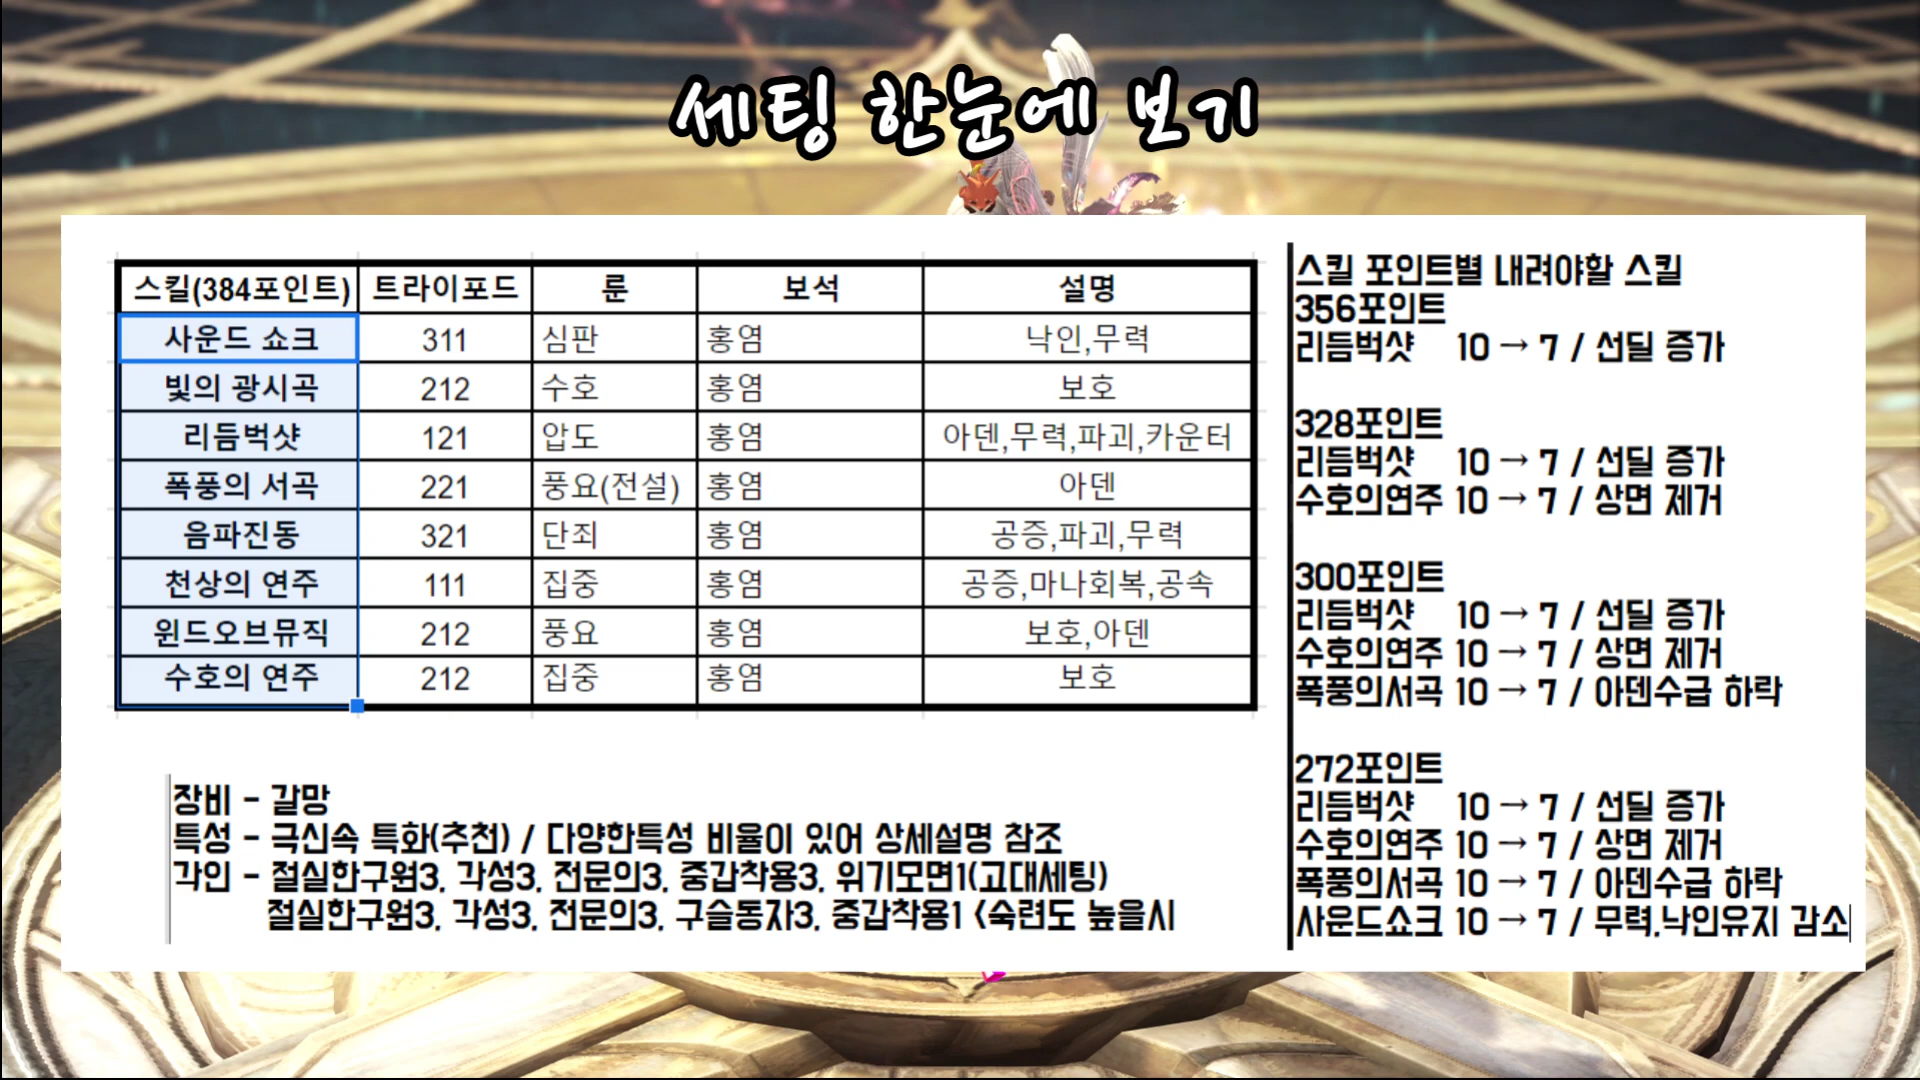 세팅 한눈에 보기
스킬(384포인트) 트라이포드 룬 보석 설명
사운드 쇼크 311 심판 홍염 낙인,무력
빛의 광시곡 212 수호 홍염 보호
리듬벅샷 121 압도 홍염 아덴,무력,파괴,카운터
폭풍의 서곡 221 풍요(전설) 홍염 아덴
음파진동 321 단죄 홍염 공증,파괴,무력
천상의 연주 111 집중 홍염 공증,마나회복,공속
윈드오브뮤직 212 풍요 홍염 보호,아덴
수호의 연주 212 집중 홍염 보호
장비 - 갈망
특성 - 극신속 특화(추천) / 다양한특성 비율이 있어 상세설명 참조
각인 - 절실한구원3, 각성3, 전문의3, 중갑착용3, 위기모면1(고대세팅)
절실한구원3, 각성3, 전문의3, 구슬동자3, 중갑착용1 <숙련도 높을시
스킬 포인트별 내려야할 스킬
356포인트
리듬벅샷 10 → 7 / 선딜 증가
328포인트
리듬벅샷 10 → 7 / 선딜 증가
수호의연주 10 → 7 / 상면 제거
300포인트
리듬벅샷 10 → 7 / 선딜 증가
수호의연주 10 → 7 / 상면 제거
폭풍의서곡 10 → 7 / 아덴수급 하락
272포인트
리듬벅샷 10 → 7 / 선딜 증가
수호의연주 10 → 7 / 상면 제거
폭풍의서곡 10 → 7 / 아덴수급 하락
사운드쇼크 10 → 7 / 무력,낙인유지 감소